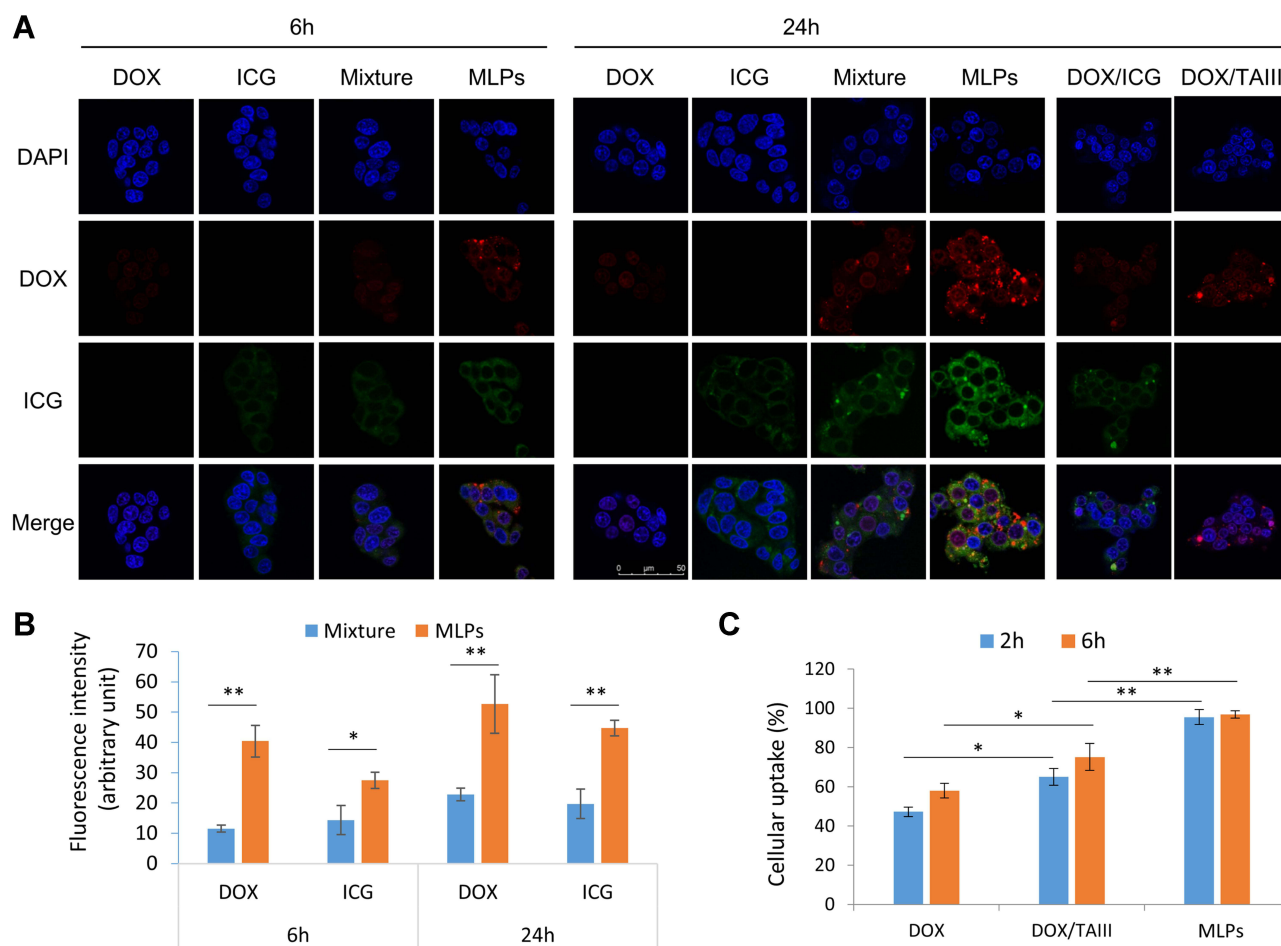 A
6h 24h
DOX ICG Mixture MLPs DOX ICG Mixture MLPs DOX/ICG DOX/TAIII
DAPI
DOX
ICG
Merge
0 µm 50
B
Mixture MLPs
Fluorescence intensity
(arbitrary unit)
70
60
50
40
30
20
10
0
** * ** **
DOX ICG DOX ICG
6h 24h
C
2h 6h
Cellular uptake (%)
120
100
80
60
40
20
0
* * ** **
DOX DOX/TAIII MLPs